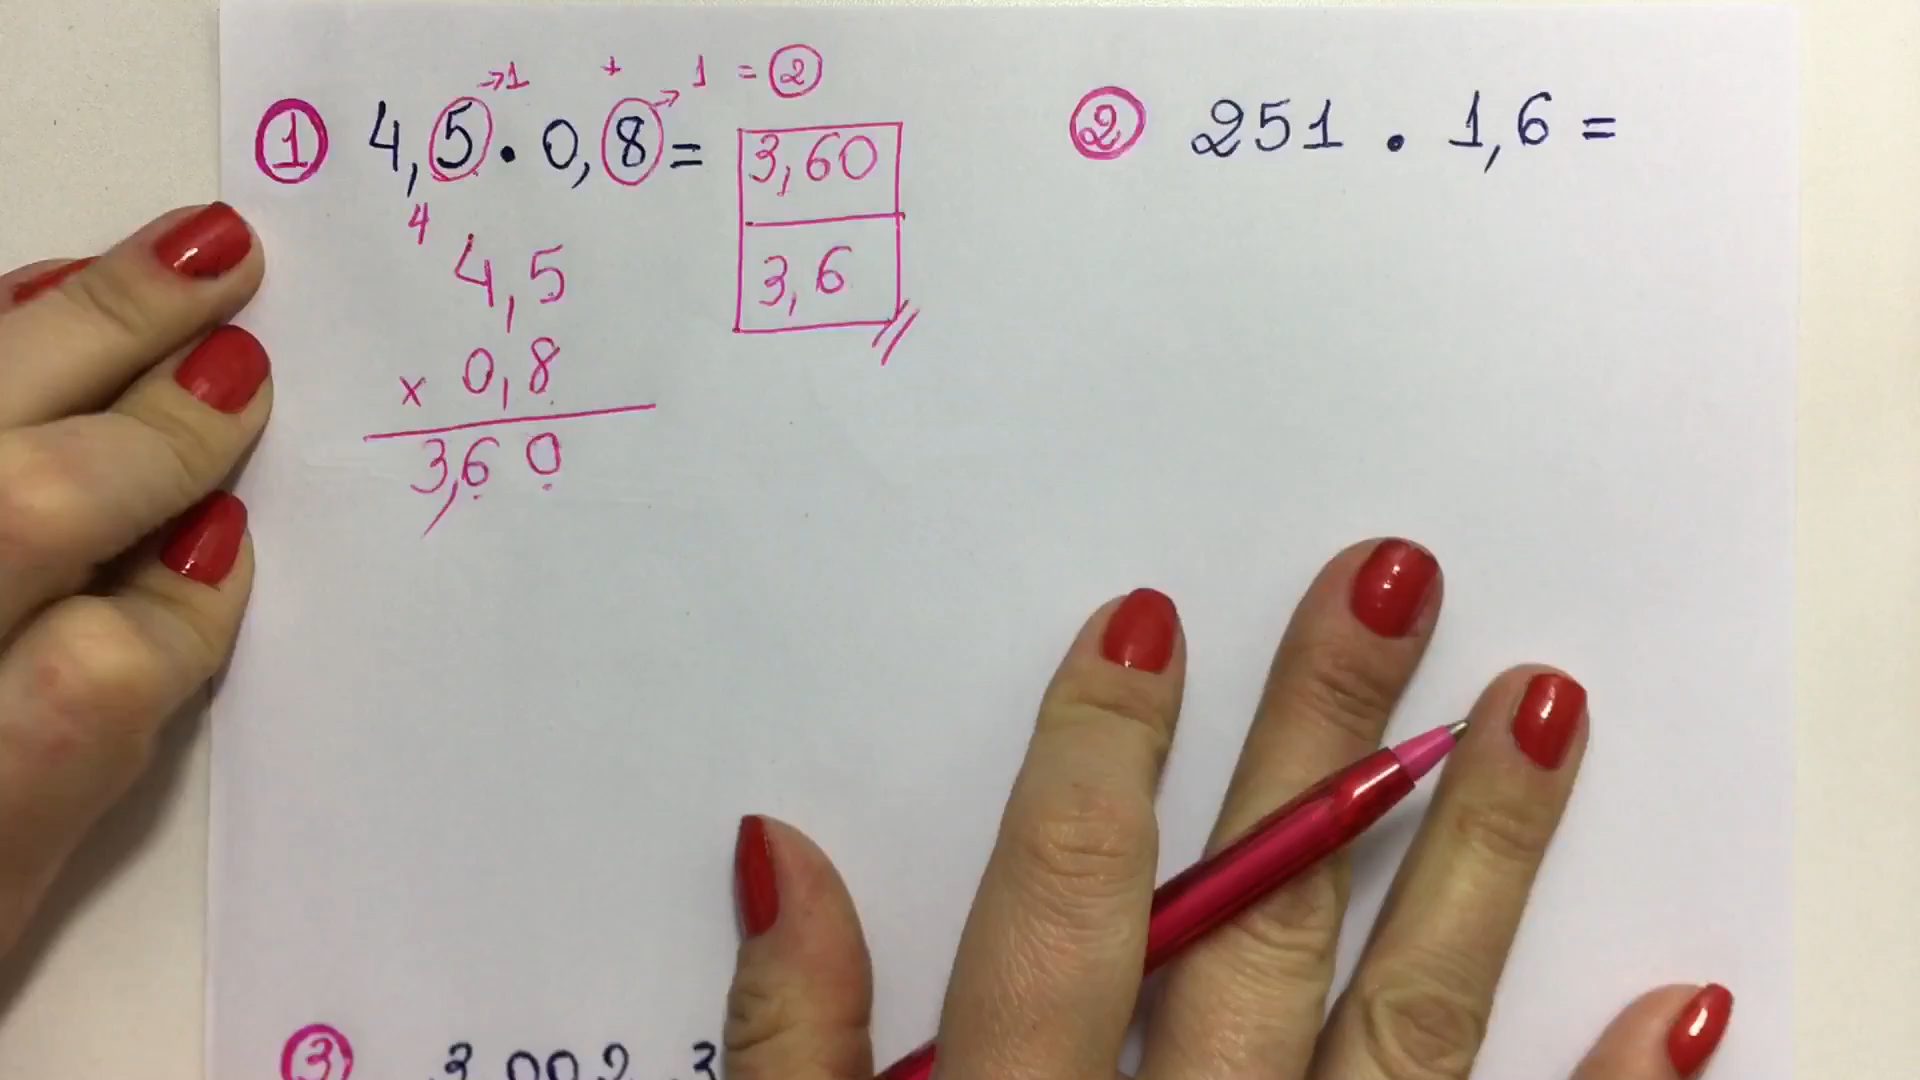 →1 + → 1 = 2
1 4,5 . 0,8 = 3,60
3,6
4
4,5
x 0,8
3,60
2 251 . 1,6 =
3